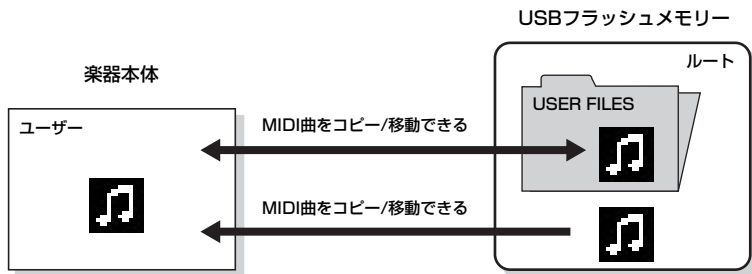 USBフラッシュメモリー
楽器本体
ルート
ユーザー
MIDI曲をコピー/移動できる
USER FILES
MIDI曲をコピー/移動できる